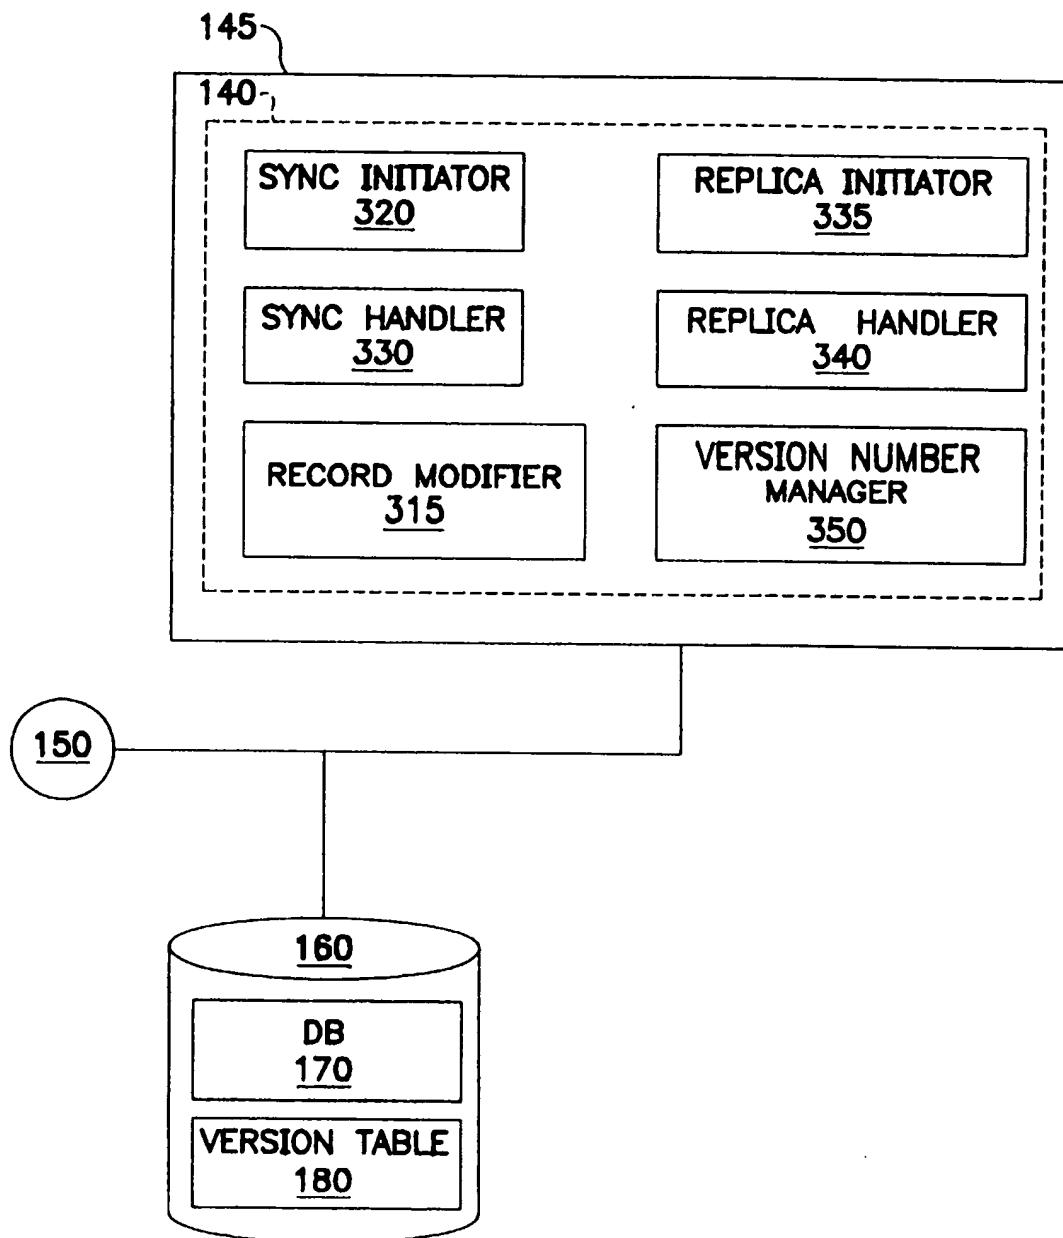 145
140
SYNC INITIATOR
320
REPLICA INITIATOR
335
SYNC HANDLER
330
REPLICA HANDLER
340
RECORD MODIFIER
315
VERSION NUMBER
MANAGER
350
150
160
DB
170
VERSION TABLE
180